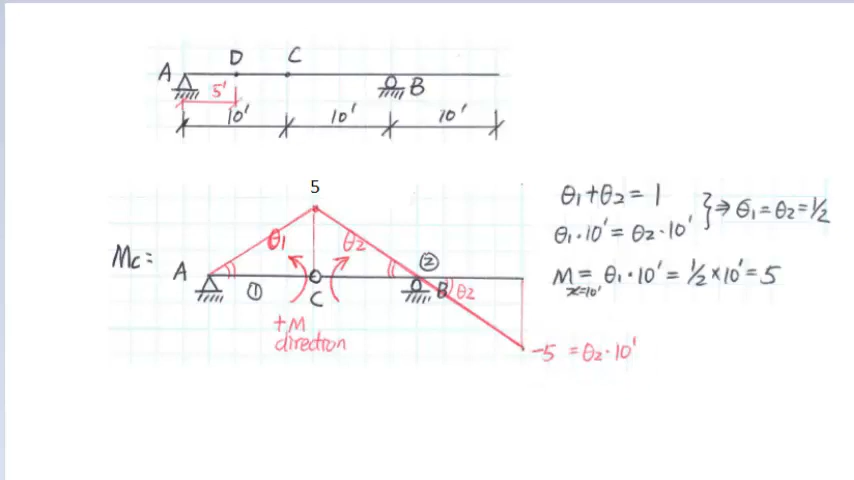 A D C B
5'
10' 10' 10'
5
θ1+θ2 = 1
θ1·10' = θ2·10' } ⇒ θ1 = θ2 = 1/2
Mc = A θ1 θ2 ②
① C B θ2
M = θ1·10' = 1/2 × 10' = 5
x=10'
+M
direction
-5 = θ2·10'